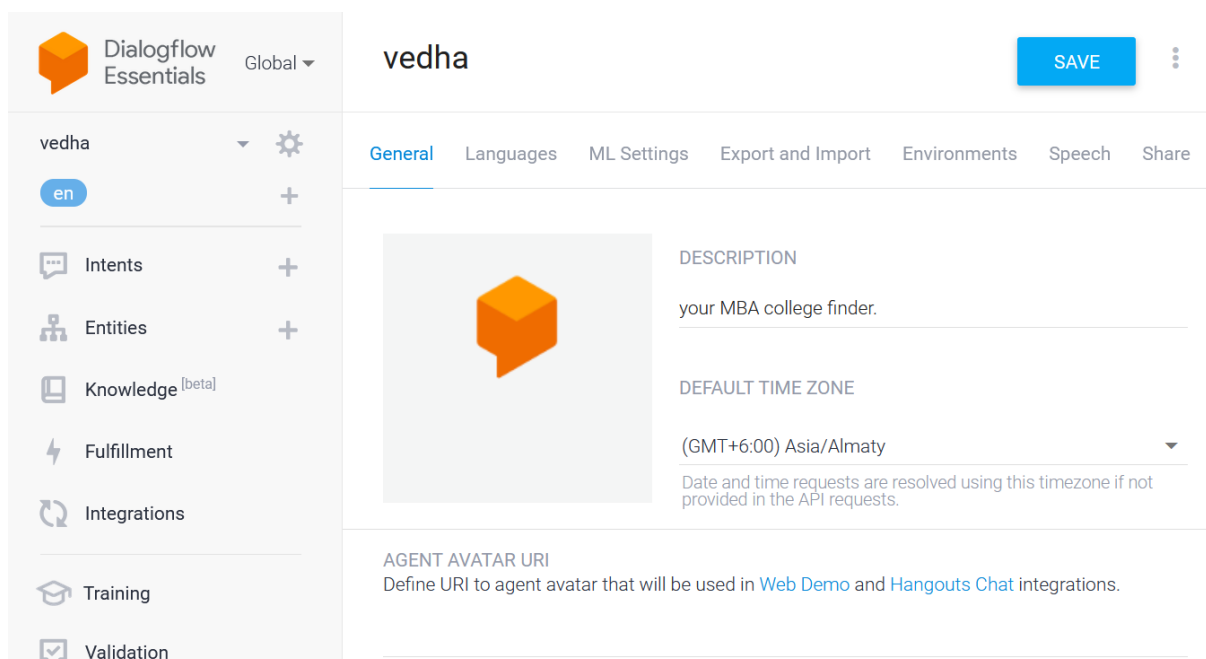 Dialogflow
Essentials
Global
vedha
SAVE
vedha
en
Intents
Entities
Knowledge [beta]
Fulfillment
Integrations
Training
Validation
General Languages ML Settings Export and Import Environments Speech Share
DESCRIPTION
your MBA college finder.
DEFAULT TIME ZONE
(GMT+6:00) Asia/Almaty
Date and time requests are resolved using this timezone if not
provided in the API requests.
AGENT AVATAR URI
Define URI to agent avatar that will be used in Web Demo and Hangouts Chat integrations.